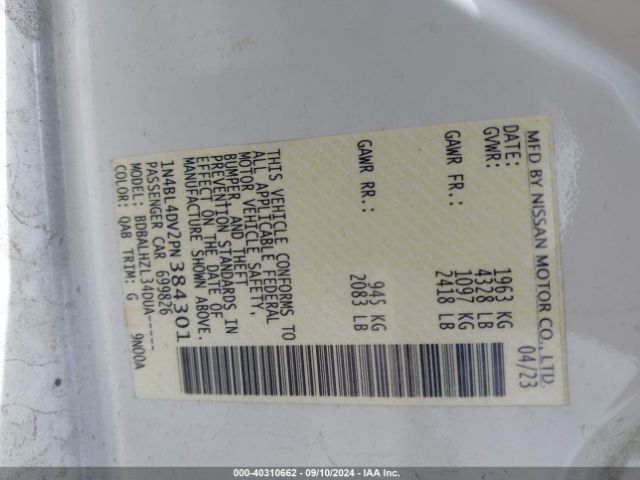 MFD BY NISSAN MOTOR CO., LTD.
DATE: 04/23
GVWR: 1963 KG
4328 LB
GAWR FR.: 1097 KG
2418 LB
GAWR RR.: 945 KG
2083 LB
THIS VEHICLE CONFORMS TO
ALL APPLICABLE FEDERAL
MOTOR VEHICLE SAFETY,
BUMPER, AND THEFT
PREVENTION STANDARDS IN
EFFECT ON THE DATE OF
MANUFACTURE SHOWN ABOVE.
1N4BL4DV2PN384301
PASSENGER CAR 699826
MODEL: BDBALHZL34DUA-----
COLOR: QAB TRIM: G 9N00A
000-40310662 - 09/10/2024 - IAA Inc.